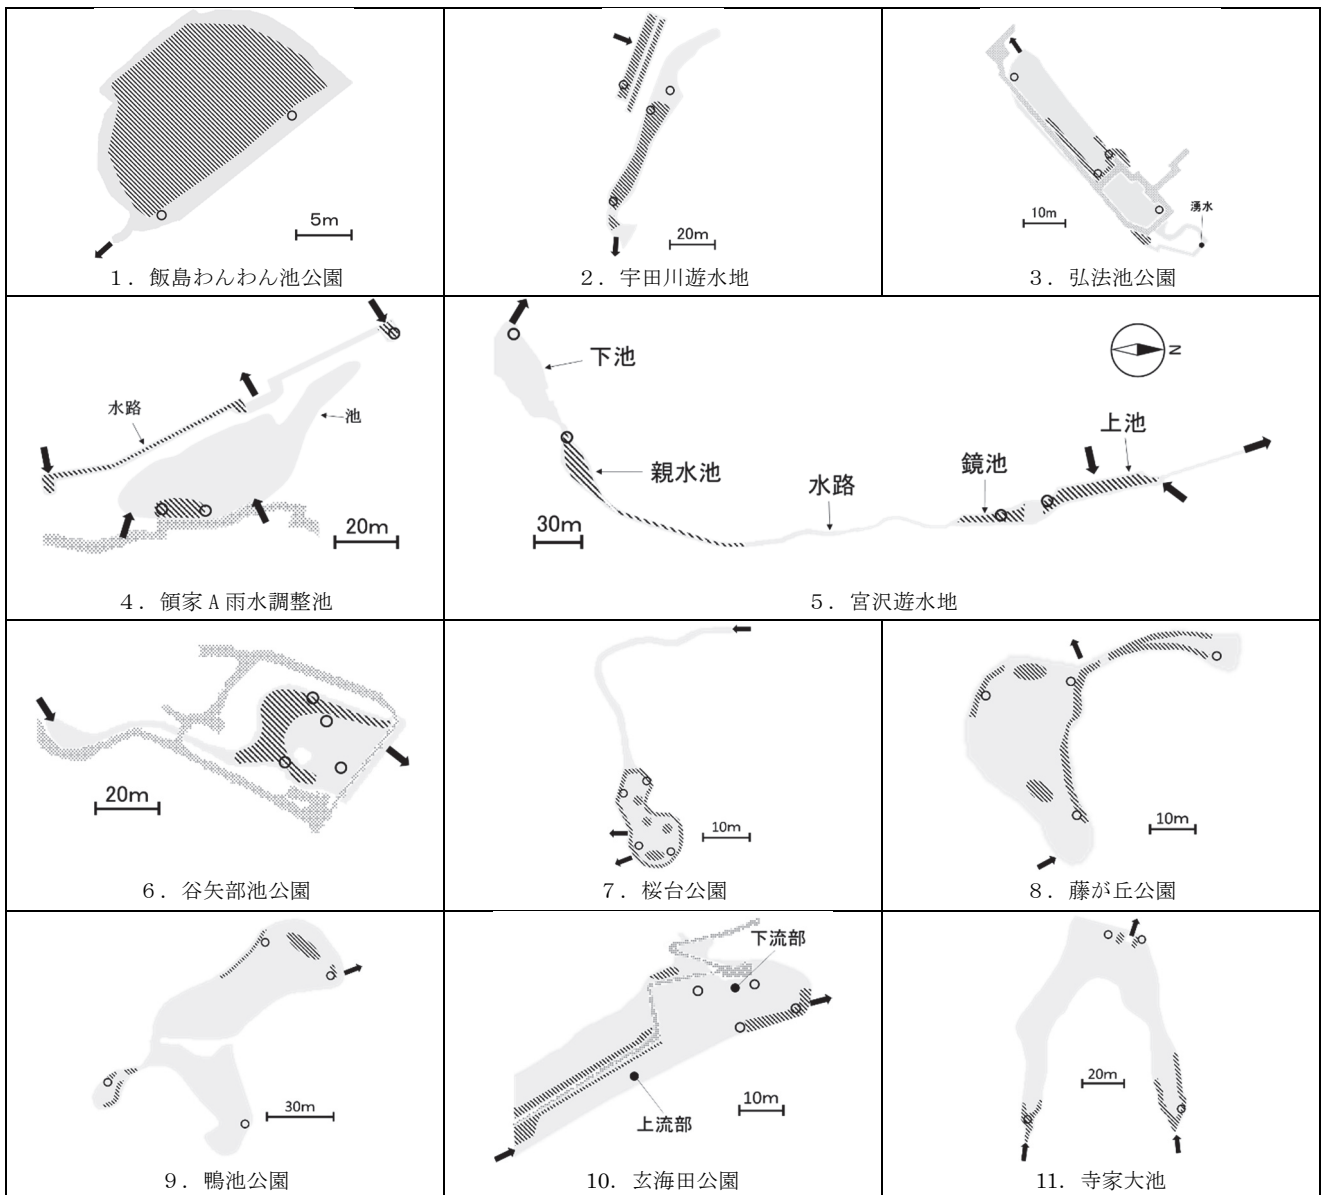 5m
1．飯島わんわん池公園
20m
2．宇田川遊水地
湧水
10m
3．弘法池公園
水路
池
20m
4．領家 A 雨水調整池
下池
N
上池
親水池
鏡池
水路
30m
5．宮沢遊水地
20m
6．谷矢部池公園
10m
7．桜台公園
10m
8．藤が丘公園
30m
9．鴨池公園
下流部
10m
上流部
10．玄海田公園
20m
11．寺家大池